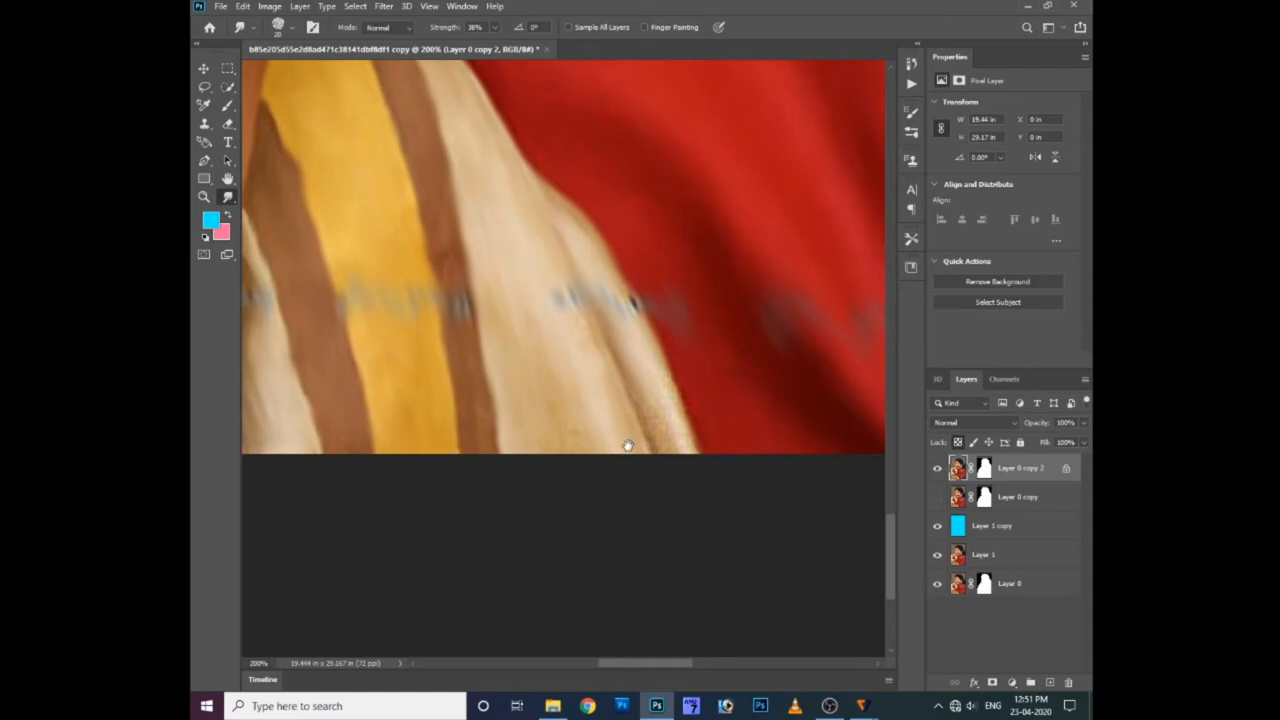 File Edit Image Layer Type Select Filter 3D View Window Help
20 Mode: Normal Strength: 38% 0° Sample All Layers Finger Painting
b85e205d55e2d8ad471c38141dbf8df1 copy @ 200% (Layer 0 copy 2, RGB/8#) *
Properties
Pixel Layer
Transform
W 19.44 in X 0 in
H 29.17 in Y 0 in
0.00°
Align and Distribute
Align:
Quick Actions
Remove Background
Select Subject
3D Layers Channels
Kind
Normal Opacity: 100%
Lock: Fill: 100%
Layer 0 copy 2
Layer 0 copy
Layer 1 copy
Layer 1
Layer 0
200% 19.444 in x 29.167 in (72 ppi)
Timeline
Type here to search
ENG
12:51 PM
23-04-2020